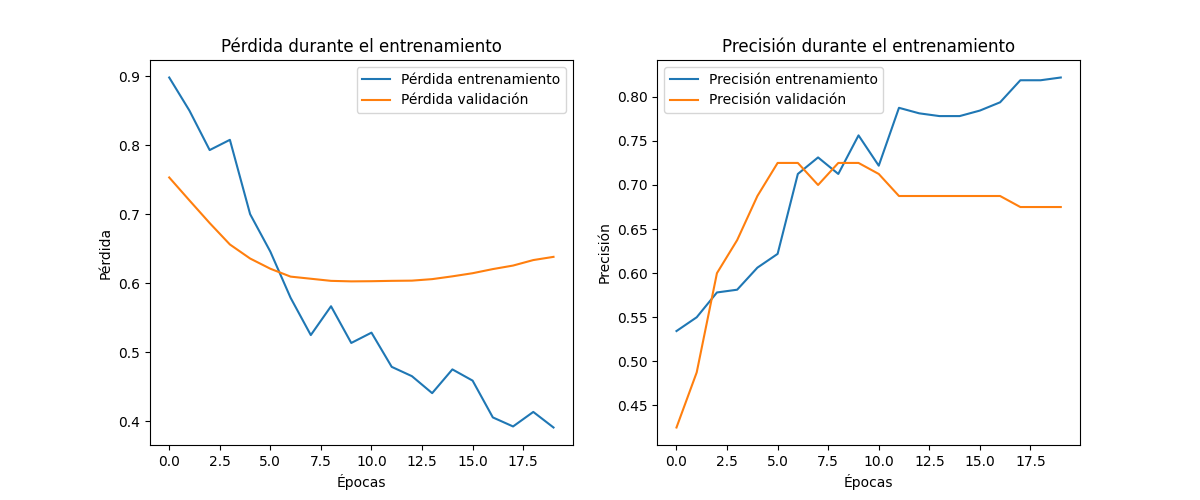 Pérdida durante el entrenamiento
Pérdida entrenamiento
Pérdida validación
0.9
0.8
0.7
0.6
0.5
0.4
Pérdida
0.0 2.5 5.0 7.5 10.0 12.5 15.0 17.5
Épocas
Precisión durante el entrenamiento
Precisión entrenamiento
Precisión validación
0.80
0.75
0.70
0.65
0.60
0.55
0.50
0.45
Precisión
0.0 2.5 5.0 7.5 10.0 12.5 15.0 17.5
Épocas